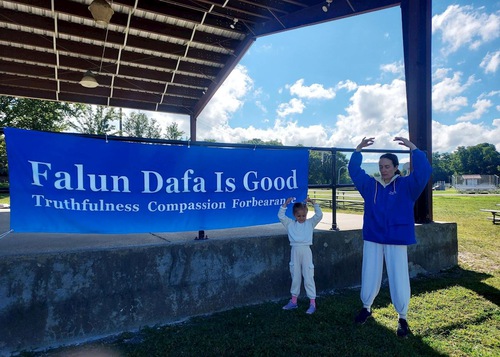 Falun Dafa Is Good
Truthfulness Compassion Forbearance